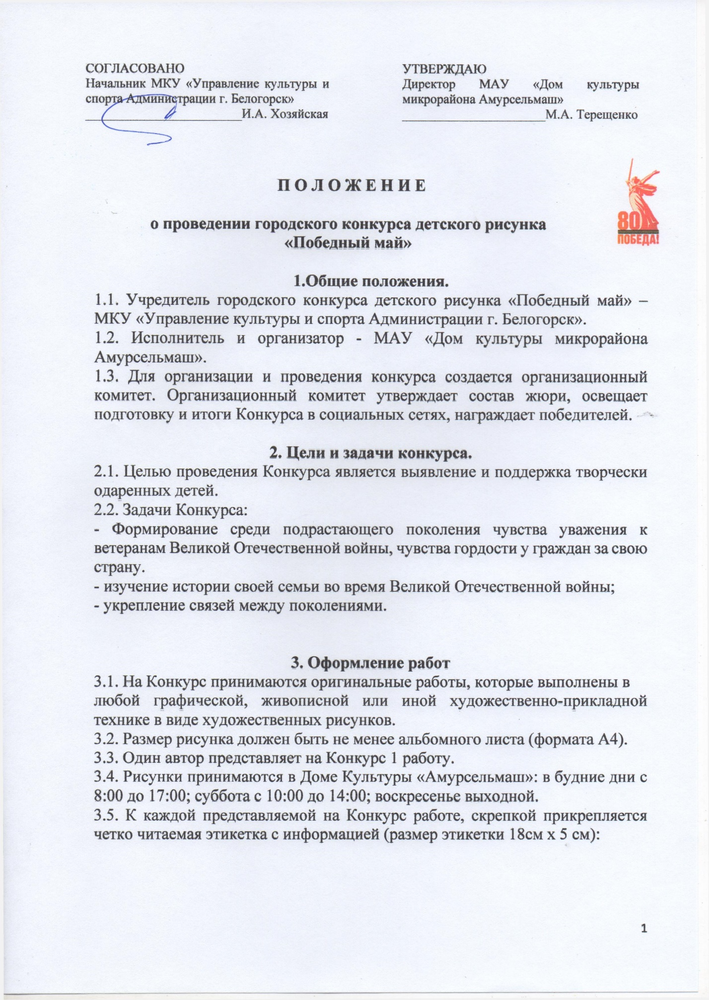 СОГЛАСОВАНО
Начальник МКУ «Управление культуры и
спорта Администрации г. Белогорск»
_______________________И.А. Хозяйская
УТВЕРЖДАЮ
Директор МАУ «Дом культуры
микрорайона Амурсельмаш»
_____________________М.А. Терещенко
П О Л О Ж Е Н И Е
80
ПОБЕДА!
о проведении городского конкурса детского рисунка
«Победный май»
1.Общие положения.
1.1. Учредитель городского конкурса детского рисунка «Победный май» –
МКУ «Управление культуры и спорта Администрации г. Белогорск».
1.2. Исполнитель и организатор - МАУ «Дом культуры микрорайона
Амурсельмаш».
1.3. Для организации и проведения конкурса создается организационный
комитет. Организационный комитет утверждает состав жюри, освещает
подготовку и итоги Конкурса в социальных сетях, награждает победителей.
2. Цели и задачи конкурса.
2.1. Целью проведения Конкурса является выявление и поддержка творчески
одаренных детей.
2.2. Задачи Конкурса:
- Формирование среди подрастающего поколения чувства уважения к
ветеранам Великой Отечественной войны, чувства гордости у граждан за свою
страну.
- изучение истории своей семьи во время Великой Отечественной войны;
- укрепление связей между поколениями.
3. Оформление работ
3.1. На Конкурс принимаются оригинальные работы, которые выполнены в
любой графической, живописной или иной художественно-прикладной
технике в виде художественных рисунков.
3.2. Размер рисунка должен быть не менее альбомного листа (формата А4).
3.3. Один автор представляет на Конкурс 1 работу.
3.4. Рисунки принимаются в Доме Культуры «Амурсельмаш»: в будние дни с
8:00 до 17:00; суббота с 10:00 до 14:00; воскресенье выходной.
3.5. К каждой представляемой на Конкурс работе, скрепкой прикрепляется
четко читаемая этикетка с информацией (размер этикетки 18см х 5 см):
1